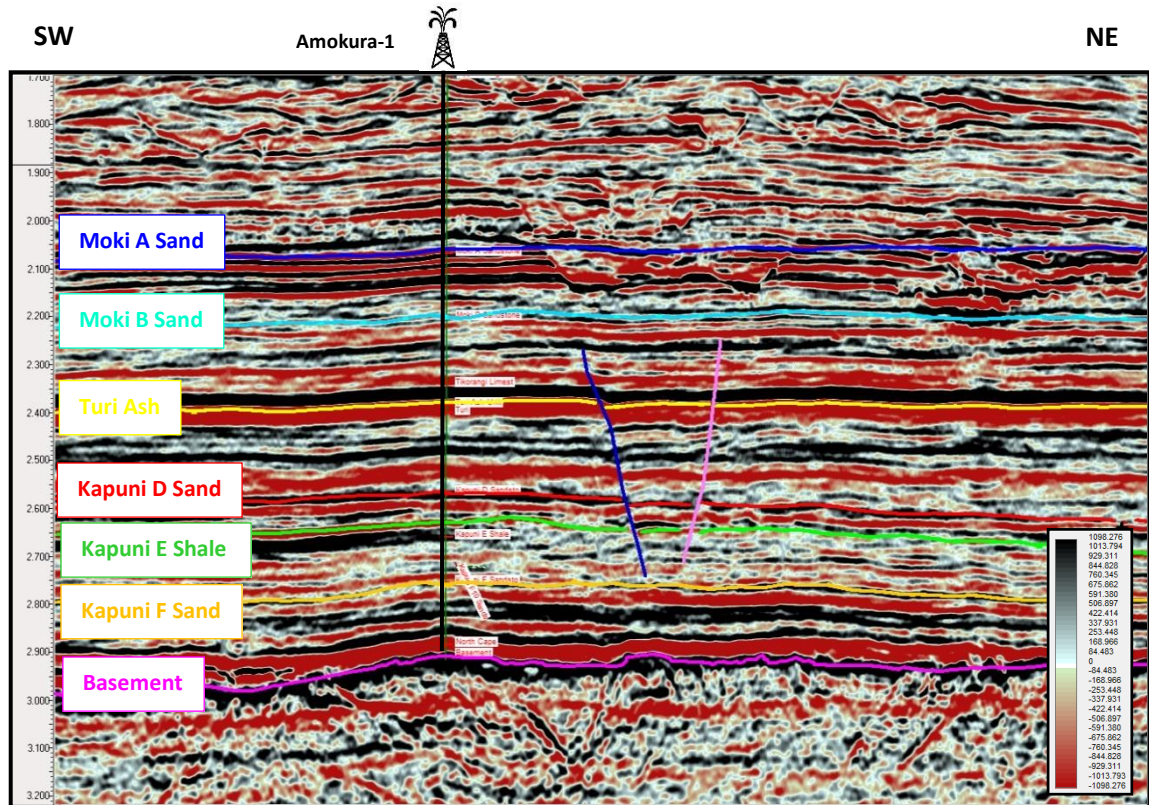 SW
Amokura-1
NE
1.700
1.800
1.900
2.000
Moki A Sand
2.100
Moki B Sand
2.200
2.300
Tikorangi Limest
Turi Ash
2.400
Turi
2.500
Kapuni D Sand
Kapuni D Sandsto
2.600
Kapuni E Shale
Kapuni E Shale
2.700
Kapuni F Sandsto
Kapuni F Sand
2.800
North Cape
2.900
Basement
Basement
3.000
3.100
3.200
1098.276
1013.794
929.311
844.828
760.345
675.862
591.380
506.897
422.414
337.931
253.448
168.966
84.483
0
-84.483
-168.966
-253.448
-337.931
-422.414
-506.897
-591.380
-675.862
-760.345
-844.828
-929.311
-1013.793
-1098.276